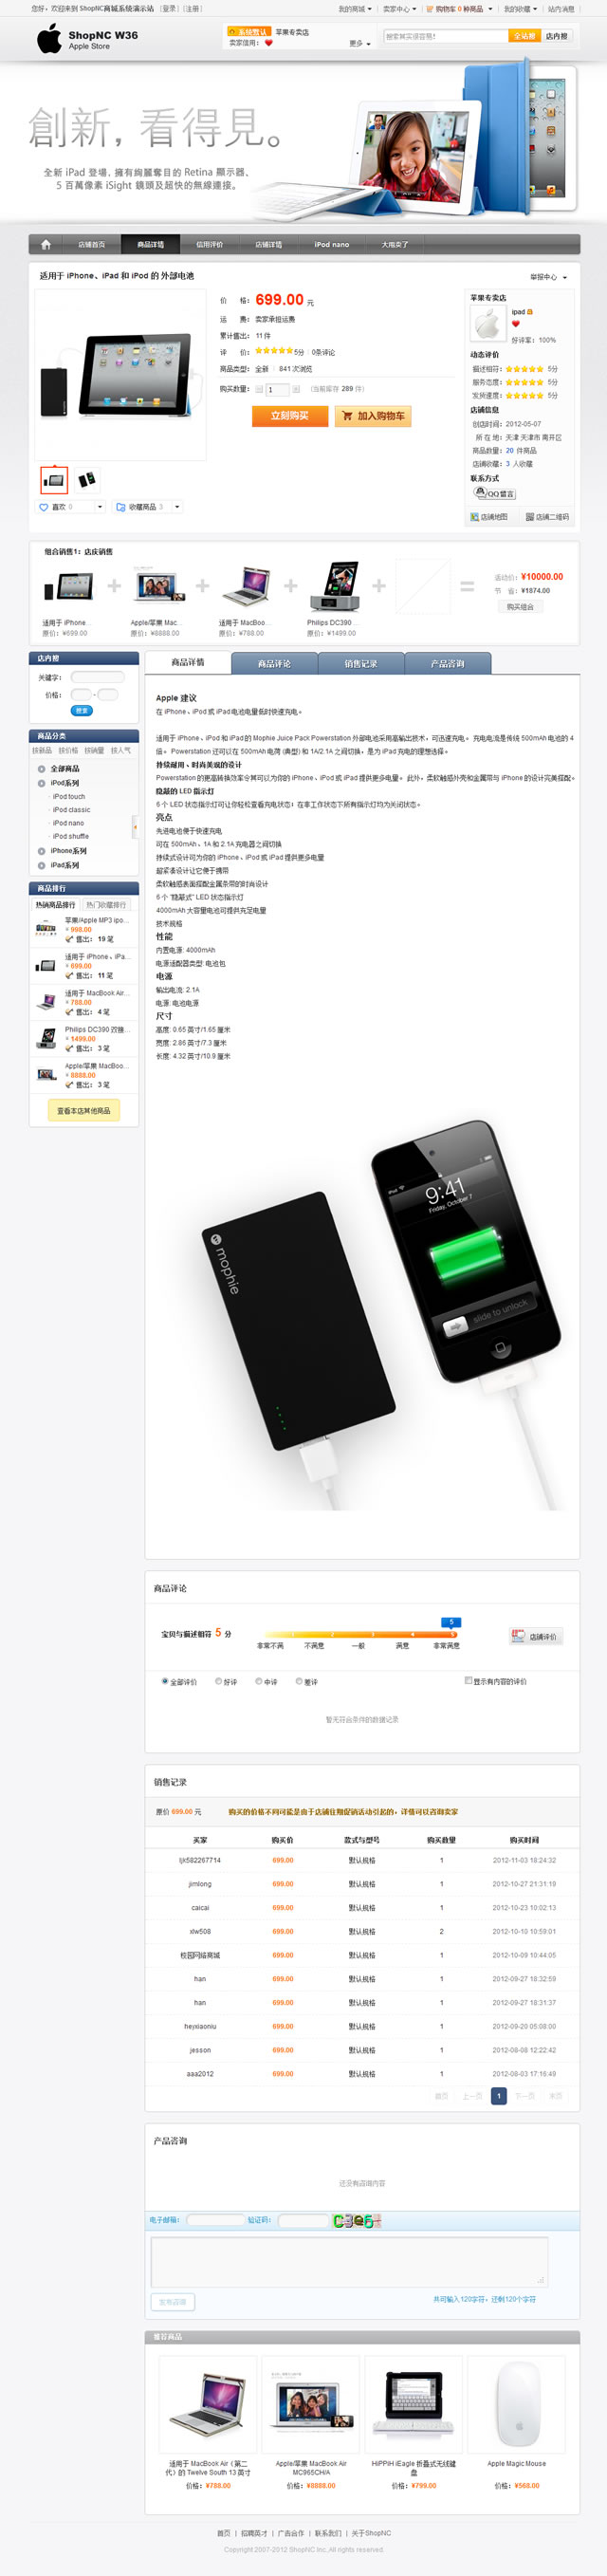 您好，欢迎来到 ShopNC商城系统演示站 [登录] [注册]
我的商城 卖家中心 购物车 0 种商品 我的收藏 站内消息
ShopNC W36
Apple Store
系统默认 苹果专卖店
卖家信用：
更多
搜索其实很容易！
全站搜 店内搜
創新，看得見。
全新 iPad 登場，擁有絢麗奪目的 Retina 顯示器、
5 百萬像素 iSight 鏡頭及超快的無線連接。
店铺首页 商品详情 信用评价 店铺详情 iPod nano 大甩卖了
适用于 iPhone、iPad 和 iPod 的 外部电池
举报中心
价 格：699.00 元
运 费：卖家承担运费
累计售出：11 件
评 价：5分 0条评论
商品类型：全新 841 次浏览
购买数量：1 （当前库存 289 件）
立刻购买 加入购物车
喜欢 0 收藏商品 3
苹果专卖店
ipad
好评率：100%
动态评价
描述相符：5分
服务态度：5分
发货速度：5分
店铺信息
创店时间：2012-05-07
所 在 地：天津 天津市 南开区
商品数量：20 件商品
店铺收藏：3 人收藏
联系方式
QQ留言
店铺地图 店铺二维码
组合销售1：店庆销售
适用于 iPhone...
原价：¥699.00
Apple/苹果 Mac...
原价：¥8888.00
适用于 MacBoo...
原价：¥788.00
Philips DC390 ...
原价：¥1499.00
活动价：¥10000.00
节 省：¥1874.00
购买组合
店内搜
关键字：
价格： -
搜索
商品分类
按新品 按价格 按销量 按人气
全部商品
iPod系列
iPod touch
iPod classic
iPod nano
iPod shuffle
iPhone系列
iPad系列
商品排行
热销商品排行 热门收藏排行
苹果/Apple MP3 ipo...
¥ 998.00
售出：19 笔
适用于 iPhone、iPa...
¥ 699.00
售出：11 笔
适用于 MacBook Air...
¥ 788.00
售出：4 笔
Philips DC390 双接...
¥ 1499.00
售出：3 笔
Apple/苹果 MacBoo...
¥ 8888.00
售出：3 笔
查看本店其他商品
商品详情 商品评论 销售记录 产品咨询
Apple 建议
在 iPhone、iPod 或 iPad 电池电量低时快速充电。
适用于 iPhone、iPod 和 iPad 的 Mophie Juice Pack Powerstation 外部电池采用高输出技术，可迅速充电。充电电流是传统 500mAh 电池的 4
倍。Powerstation 还可以在 500mAh 电荷 (典型) 和 1A/2.1A 之间切换，是为 iPad 充电的理想选择。
持续耐用、时尚美观的设计
Powerstation 的更高转换效率令其可以为你的 iPhone、iPod 或 iPad 提供更多电量。此外，柔软触感外壳和金属带与 iPhone 的设计完美搭配。
隐蔽的 LED 指示灯
6 个 LED 状态指示灯可让你轻松查看充电状态；在非工作状态下所有指示灯均为关闭状态。
亮点
先进电池便于快速充电
可在 500mAh、1A 和 2.1A 充电器之间切换
持续式设计可为你的 iPhone、iPod 或 iPad 提供更多电量
超紧凑设计让它便于携带
柔软触感表面搭配金属条带的时尚设计
6 个 “隐蔽式” LED 状态指示灯
4000mAh 大容量电池可提供充足电量
技术规格
性能
内置电源: 4000mAh
电源适配器类型: 电池包
电源
输出电流: 2.1A
电源: 电池电源
尺寸
高度: 0.65 英寸/1.65 厘米
宽度: 2.86 英寸/7.3 厘米
长度: 4.32 英寸/10.9 厘米
mophie
9:41
Friday, October 7
slide to unlock
商品评论
宝贝与描述相符 5 分
5
非常不满 不满意 一般 满意 非常满意
店铺评价
全部评价 好评 中评 差评 显示有内容的评价
暂无符合条件的数据记录
销售记录
原价 699.00 元 购买的价格不同可能是由于店铺往期促销活动引起的，详情可以咨询卖家
买家 购买价 款式与型号 购买数量 购买时间
ljk582267714 699.00 默认规格 1 2012-11-03 18:24:32
jimlong 699.00 默认规格 1 2012-10-27 21:31:19
caicai 699.00 默认规格 1 2012-10-23 10:02:13
xlw508 699.00 默认规格 2 2012-10-10 10:59:01
校园网络商城 699.00 默认规格 1 2012-10-09 10:44:05
han 699.00 默认规格 1 2012-09-27 18:32:59
han 699.00 默认规格 1 2012-09-27 18:31:37
hejxiaoniu 699.00 默认规格 1 2012-09-20 05:08:00
jesson 699.00 默认规格 1 2012-08-08 12:22:42
aaa2012 699.00 默认规格 1 2012-08-03 17:16:49
首页 上一页 1 下一页 末页
产品咨询
还没有咨询内容
电子邮箱： 验证码： C3e6
发布咨询
共可输入120字符，还剩120个字符
推荐商品
适用于 MacBook Air（第二
代）的 Twelve South 13 英寸
价格：¥788.00
Apple/苹果 MacBook Air
MC965CH/A
价格：¥8888.00
HiPPiH iEagle 折叠式无线键
盘
价格：¥799.00
Apple Magic Mouse
价格：¥568.00
首页 | 招聘英才 | 广告合作 | 联系我们 | 关于ShopNC
Copyright 2007-2012 ShopNC Inc, All rights reserved.